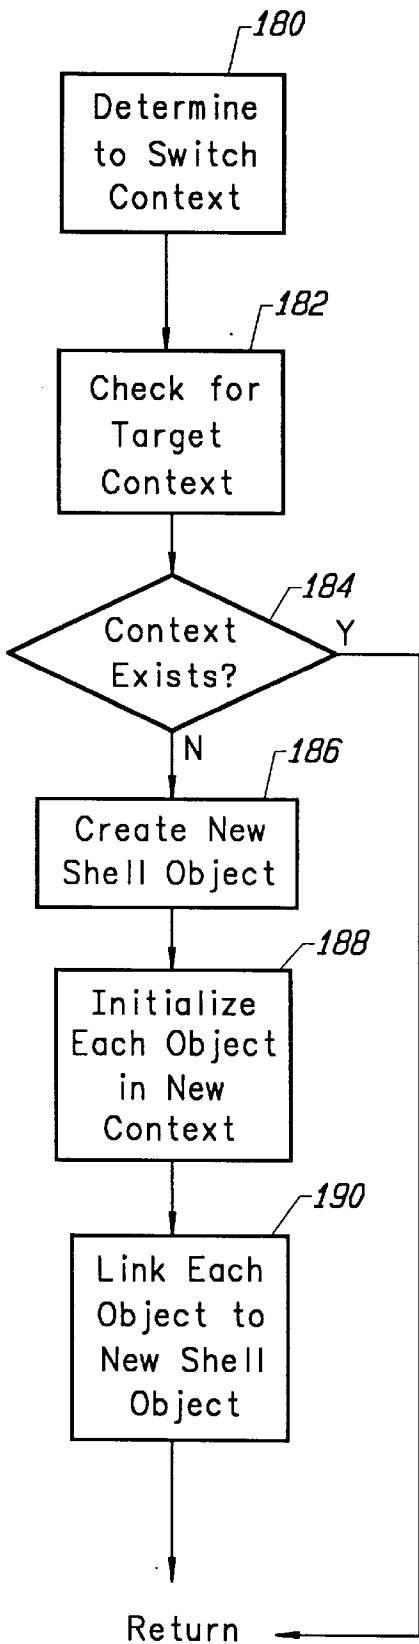 180
Determine
to Switch
Context
182
Check for
Target
Context
184
Context
Exists?
Y
N
186
Create New
Shell Object
188
Initialize
Each Object
in New
Context
190
Link Each
Object to
New Shell
Object
Return